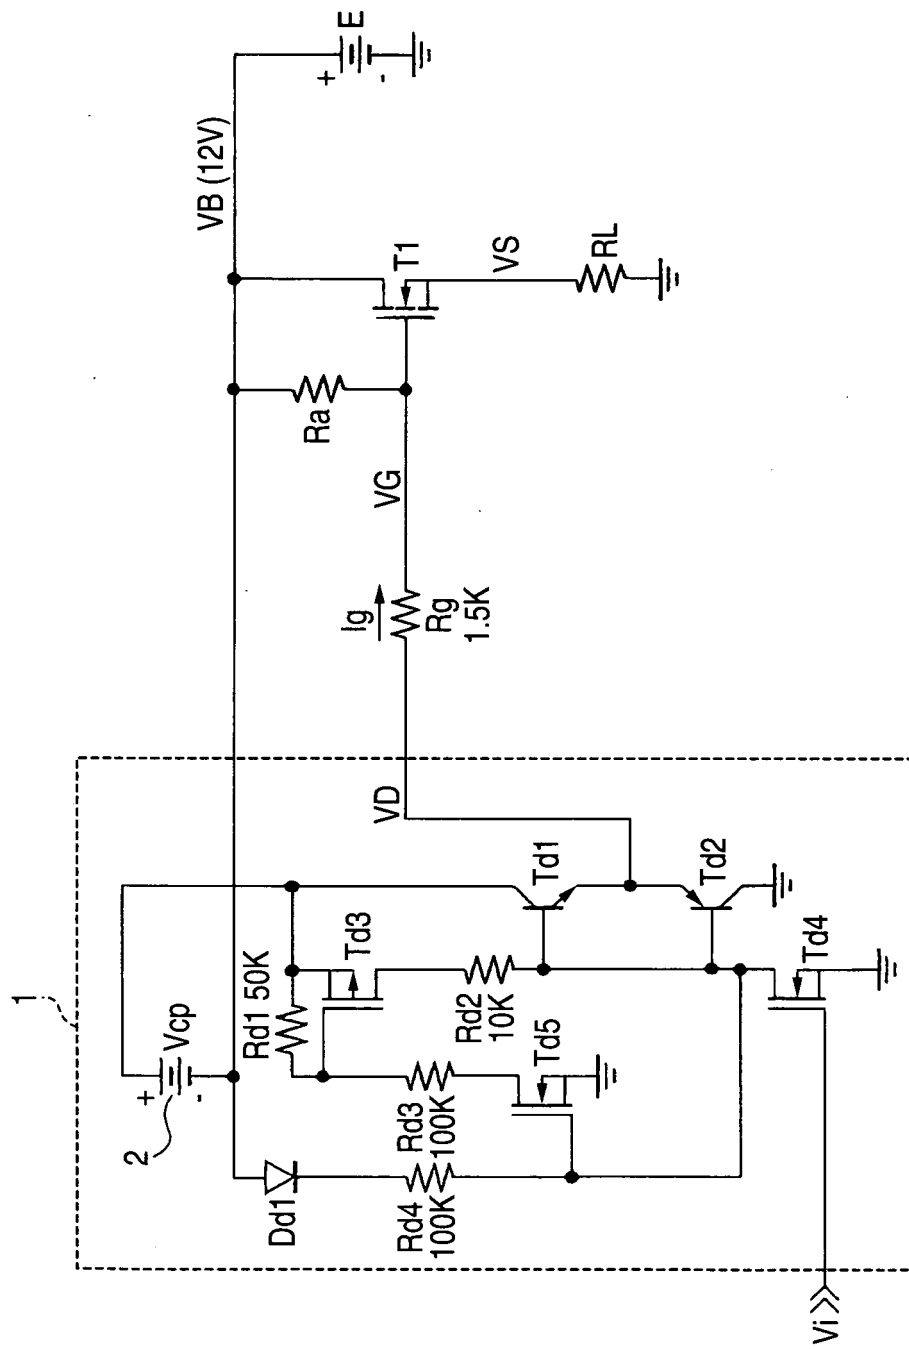 1
2
+
-
Vcp
VB (12V)
+
-
E
Dd1
Rd1 50K
Td3
Ra
T1
VS
RL
Rd4
100K
Rd3
100K
Rd2
10K
Td5
Td1
VD
Ig
Rg
1.5K
VG
Td2
Td4
Vi